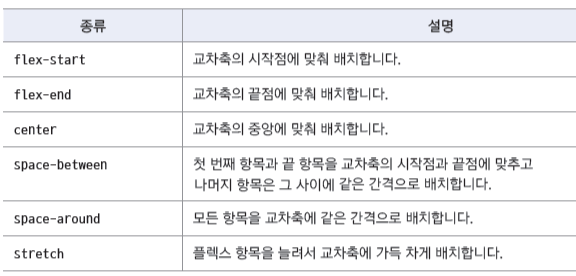 종류 설명
flex-start 교차축의 시작점에 맞춰 배치합니다.
flex-end 교차축의 끝점에 맞춰 배치합니다.
center 교차축의 중앙에 맞춰 배치합니다.
space-between 첫 번째 항목과 끝 항목을 교차축의 시작점과 끝점에 맞추고
나머지 항목은 그 사이에 같은 간격으로 배치합니다.
space-around 모든 항목을 교차축에 같은 간격으로 배치합니다.
stretch 플렉스 항목을 늘려서 교차축에 가득 차게 배치합니다.